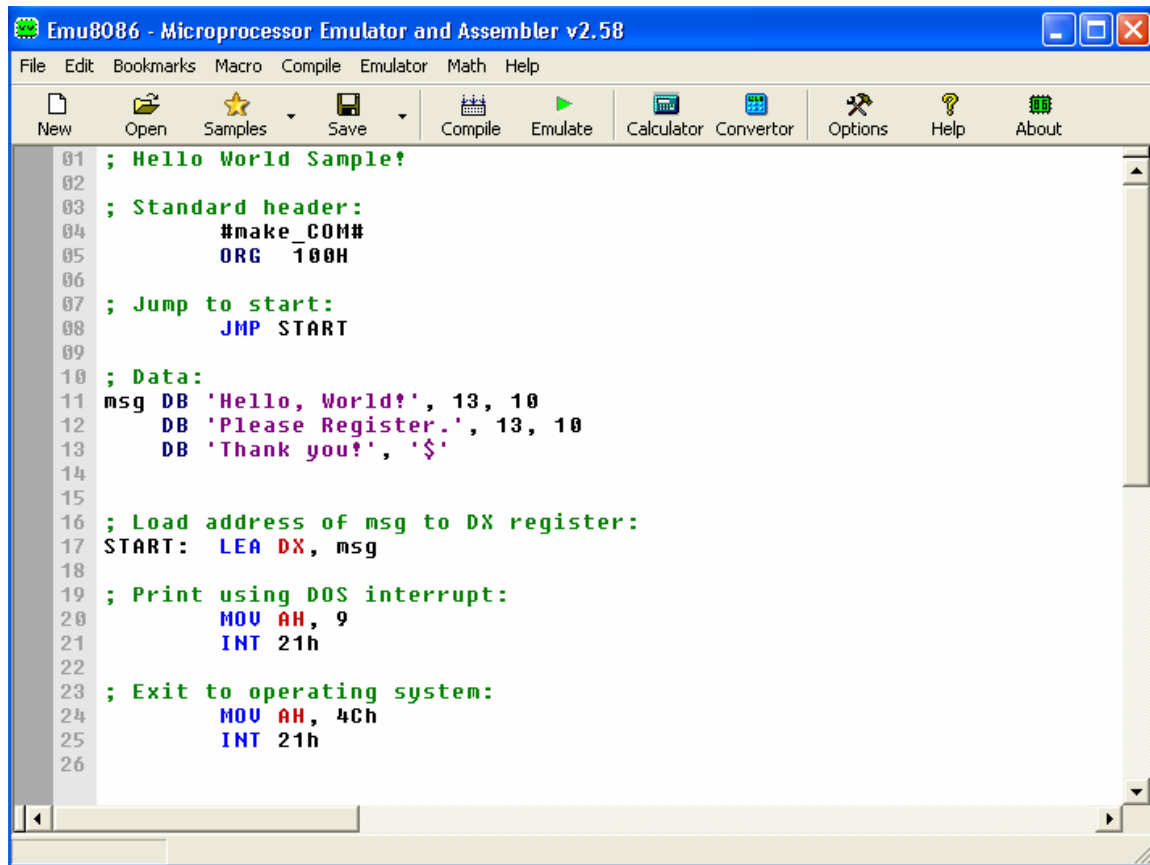 Emu8086 - Microprocessor Emulator and Assembler v2.58
File Edit Bookmarks Macro Compile Emulator Math Help
New Open Samples Save Compile Emulate Calculator Convertor Options Help About
01 ; Hello World Sample!
02
03 ; Standard header:
04 #make_COM#
05 ORG 100H
06
07 ; Jump to start:
08 JMP START
09
10 ; Data:
11 msg DB 'Hello, World!', 13, 10
12 DB 'Please Register.', 13, 10
13 DB 'Thank you!', '$'
14
15
16 ; Load address of msg to DX register:
17 START: LEA DX, msg
18
19 ; Print using DOS interrupt:
20 MOV AH, 9
21 INT 21h
22
23 ; Exit to operating system:
24 MOV AH, 4Ch
25 INT 21h
26